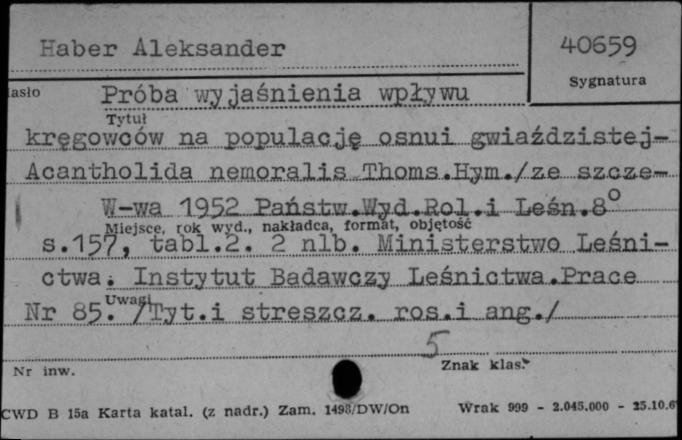 Haber Aleksander
40659
Sygnatura
asło Próba wyjaśnienia wpływu
Tytuł
kręgowców na populację osnui gwiaździstej-
Acantholida nemoralis Thoms.Hym./ze szcze-
W-wa 1952 Państw.Wyd.Rol.i Leśn.8°
Miejsce, rok wyd., nakładca, format, objętość
s.157, tabl.2. 2 nlb. Ministerstwo Leśni-
ctwa. Instytut Badawczy Leśnictwa.Prace
Uwagi
Nr 85. /Tyt.i streszcz. ros.i ang./
5
Nr inw.
Znak klas.
CWD B 15a Karta katal. (z nadr.) Zam. 1498/DW/On Wrak 999 - 2.045.000 - 25.10.6